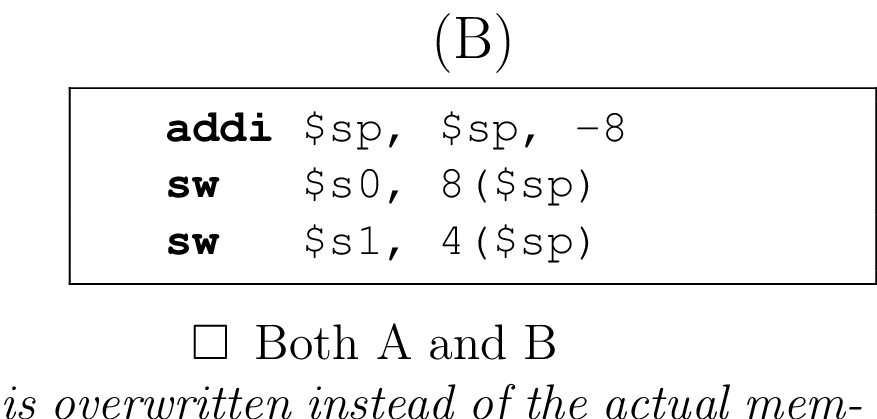 (B)
addi $sp, $sp, -8
sw $s0, 8($sp)
sw $s1, 4($sp)
☐ Both A and B
is overwritten instead of the actual mem-